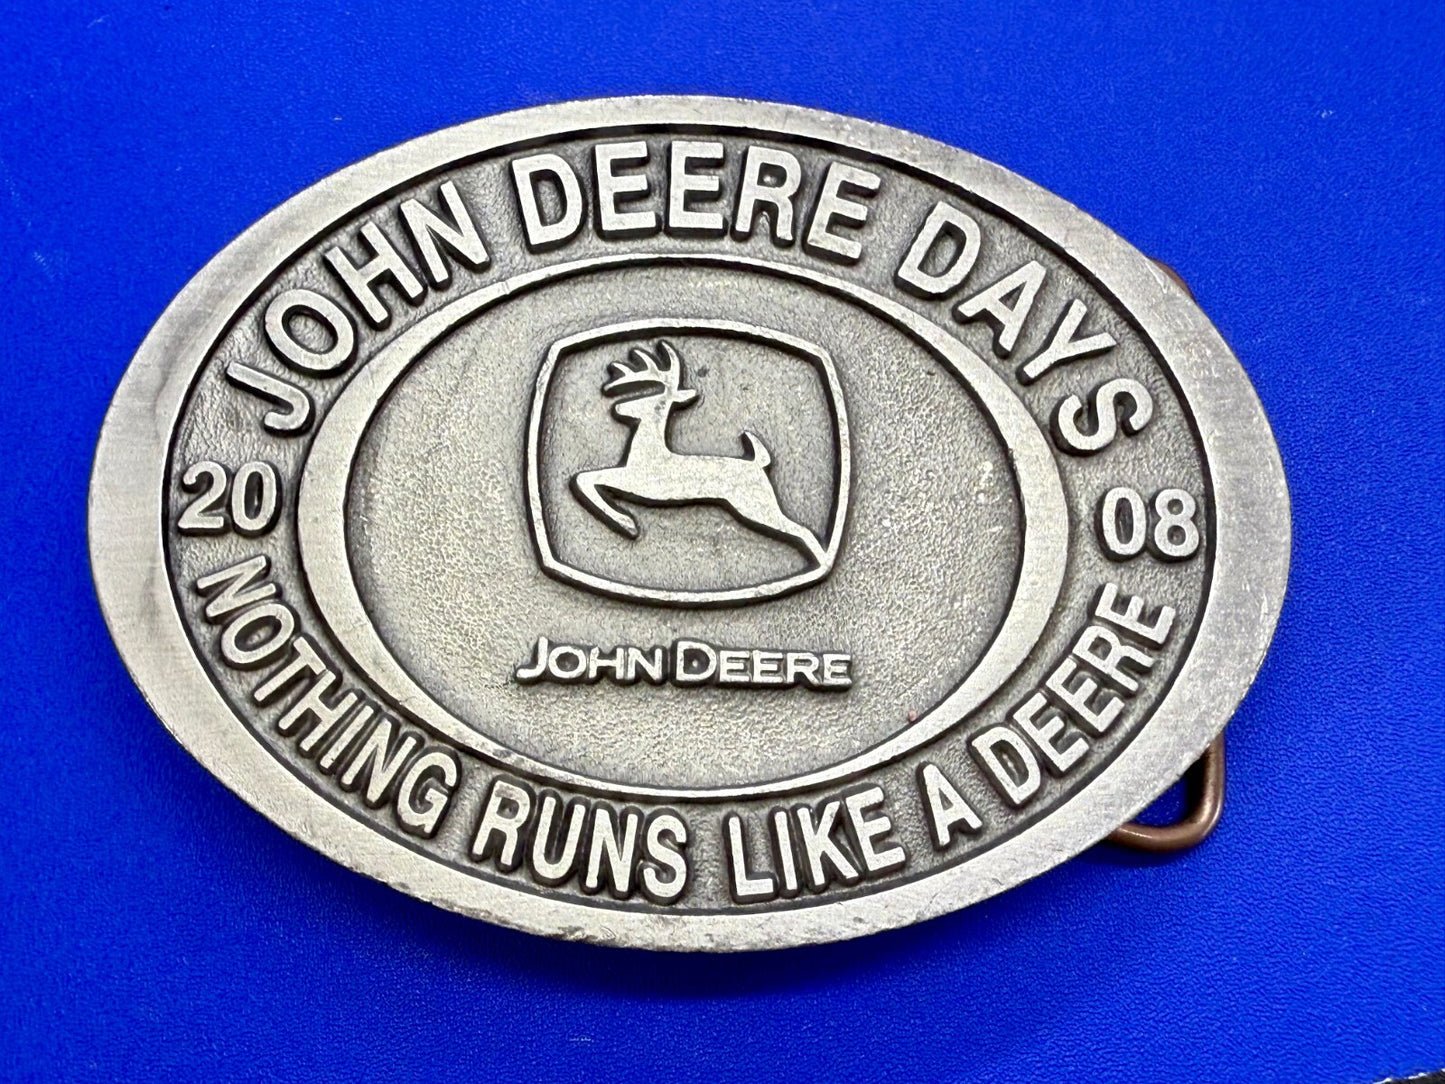 JOHN DEERE DAYS
20 08
JOHN DEERE
NOTHING RUNS LIKE A DEERE